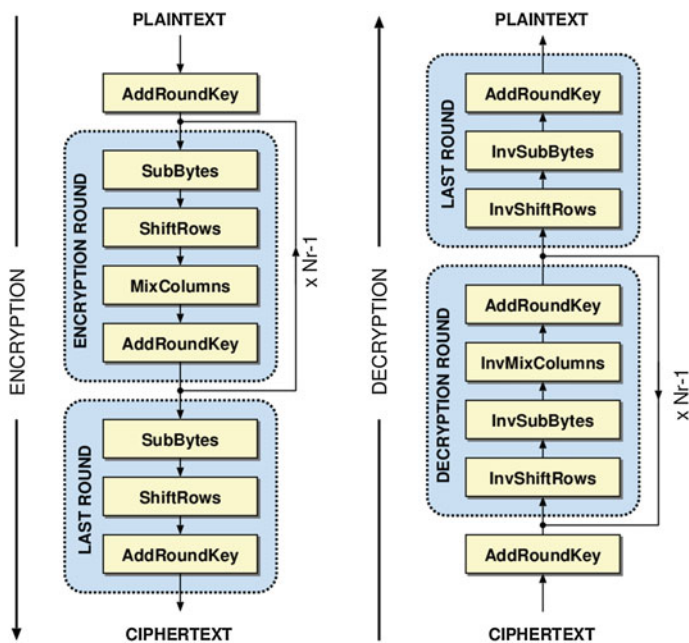 PLAINTEXT
AddRoundKey
ENCRYPTION ROUND
SubBytes
ShiftRows
MixColumns
AddRoundKey
x Nr-1
LAST ROUND
SubBytes
ShiftRows
AddRoundKey
CIPHERTEXT
ENCRYPTION
PLAINTEXT
LAST ROUND
AddRoundKey
InvSubBytes
InvShiftRows
DECRYPTION ROUND
AddRoundKey
InvMixColumns
InvSubBytes
InvShiftRows
x Nr-1
AddRoundKey
CIPHERTEXT
DECRYPTION